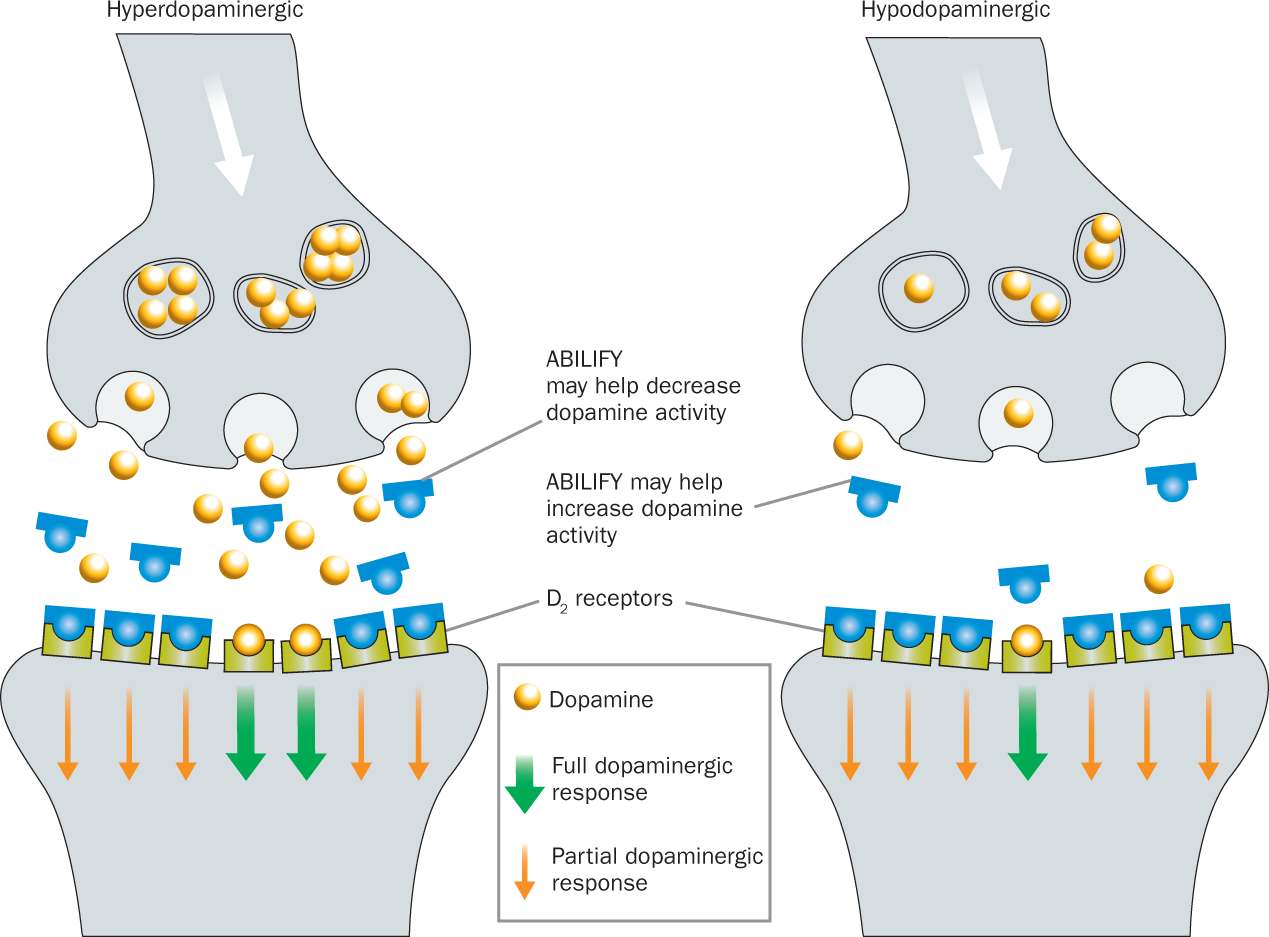 Hyperdopaminergic
Hypodopaminergic
ABILIFY
may help decrease
dopamine activity
ABILIFY may help
increase dopamine
activity
D2 receptors
Dopamine
Full dopaminergic
response
Partial dopaminergic
response